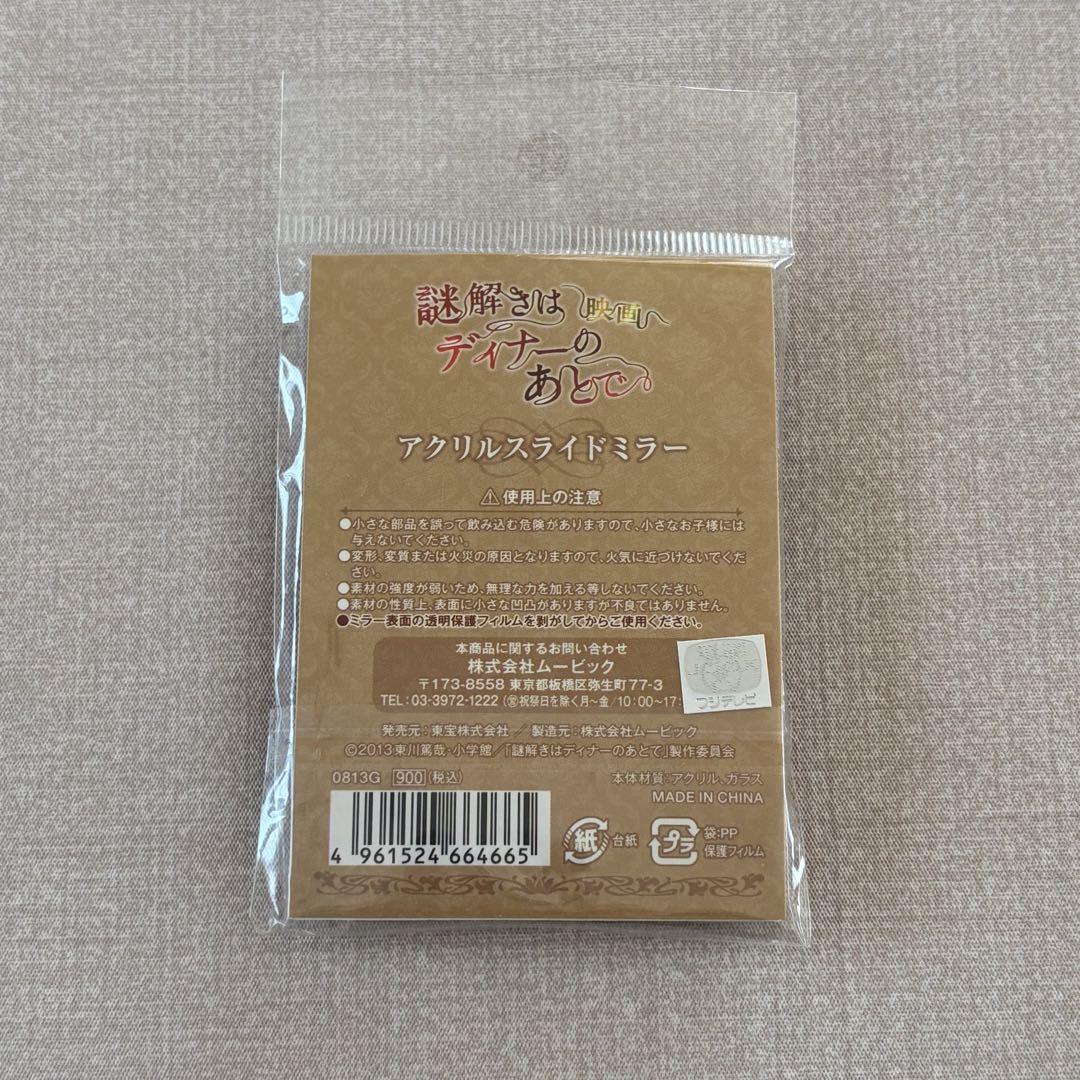 謎解きは 映画
ディナーの
あとで
アクリルスライドミラー
⚠使用上の注意
●小さな部品を誤って飲み込む危険がありますので、小さなお子様には
与えないでください。
●変形、変質または火災の原因となりますので、火気に近づけないでくだ
さい。
●素材の強度が弱いため、無理な力を加える等しないでください。
●素材の性質上、表面に小さな凹凸がありますが不良ではありません。
●ミラー表面の透明保護フィルムを剥がしてからご使用ください。
本商品に関するお問い合わせ
株式会社ムービック
〒173-8558 東京都板橋区弥生町77-3
TEL:03-3972-1222 (祝祭日を除く月~金/10:00~17:
フジテレビ
発売元:東宝株式会社/製造元:株式会社ムービック
©2013東川篤哉・小学館/「謎解きはディナーのあとで」製作委員会
0813G 900(税込) 本体材質:アクリル、ガラス
MADE IN CHINA
4 961524 664665
紙 台紙
プラ 袋:PP
保護フィルム